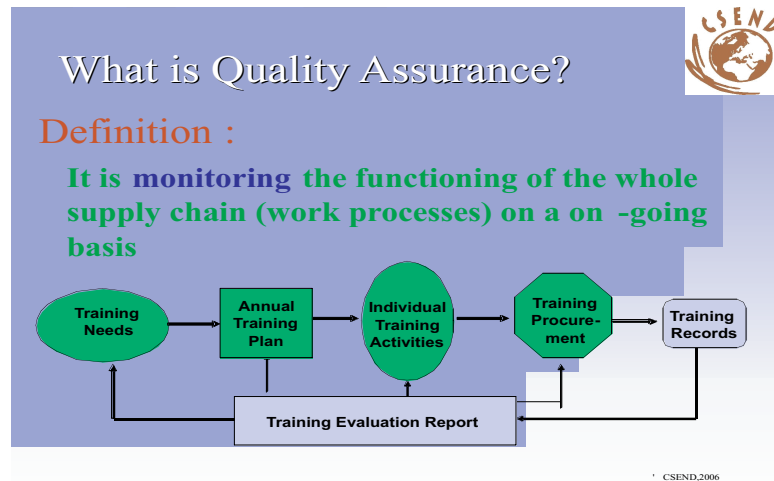 CSEND
What is Quality Assurance?
Definition :
It is monitoring the functioning of the whole
supply chain (work processes) on a on -going
basis
Training
Needs
Annual
Training
Plan
Individual
Training
Activities
Training
Procure-
ment
Training
Records
Training Evaluation Report
' CSEND,2006